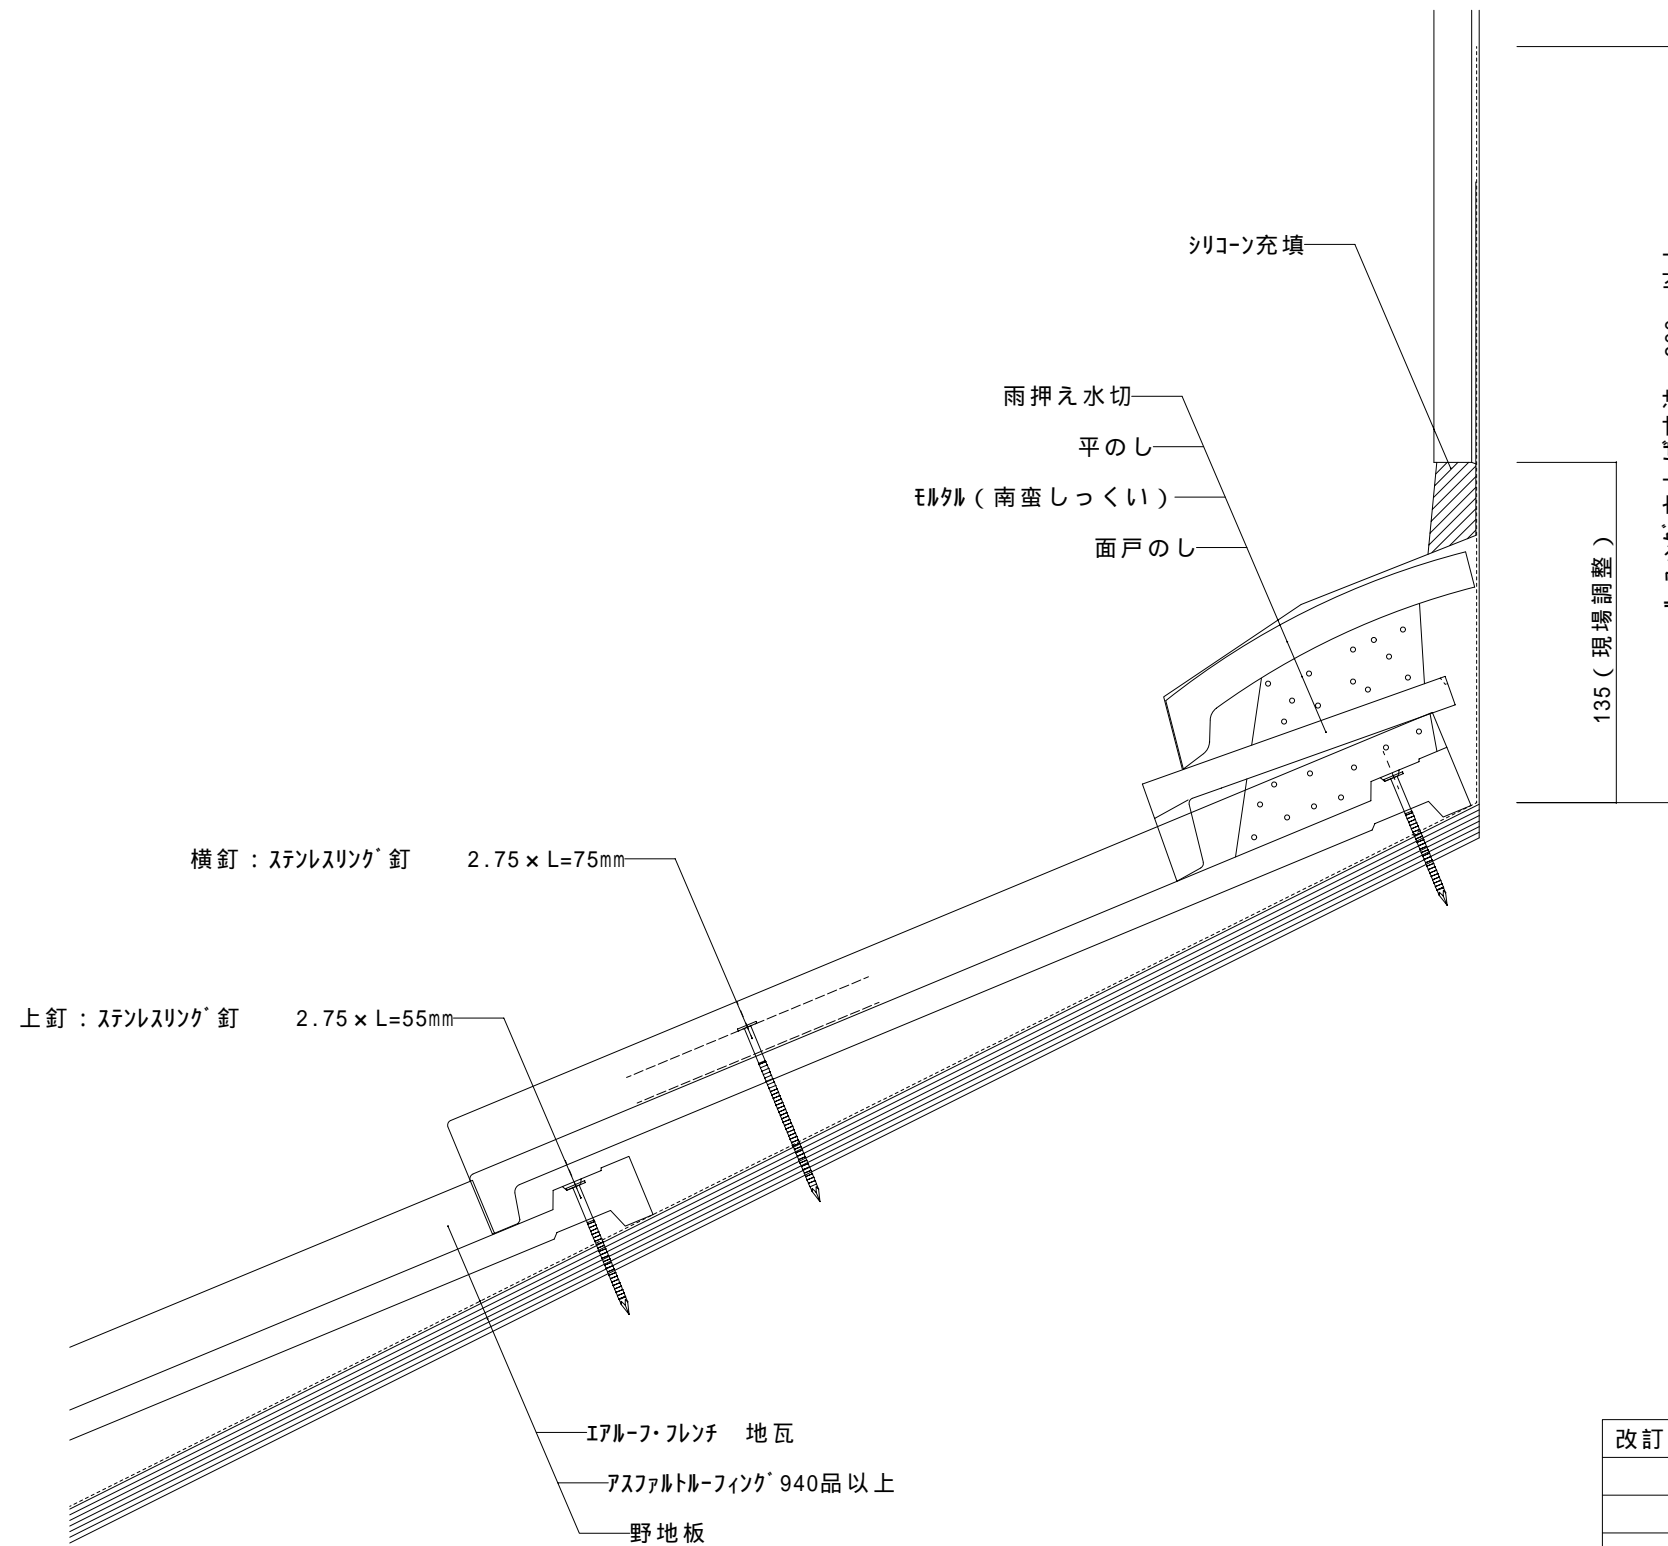 シリコーン充填
雨押え水切
平のし
モルタル（南蛮しっくい）
面戸のし
135（現場調整）
横釘：ステンレスリング釘　2.75×L=75mm
上釘：ステンレスリング釘　2.75×L=55mm
エアルーフ・フレンチ　地瓦
アスファルトルーフィング940品以上
野地板
改訂